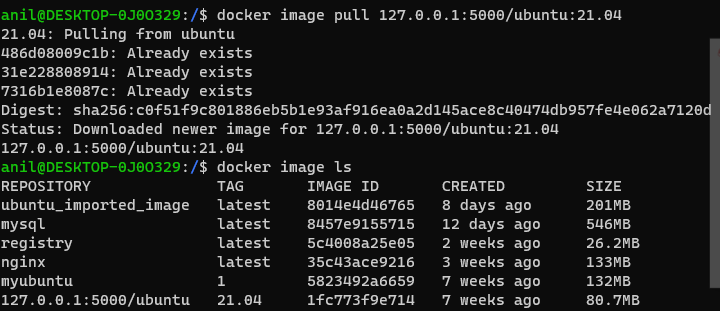 anil@DESKTOP-0J0O329:/$ docker image pull 127.0.0.1:5000/ubuntu:21.04
21.04: Pulling from ubuntu
486d08009c1b: Already exists
31e228808914: Already exists
7316b1e8087c: Already exists
Digest: sha256:c0f51f9c801886eb5b1e93af916ea0a2d145ace8c40474db957fe4e062a7120d
Status: Downloaded newer image for 127.0.0.1:5000/ubuntu:21.04
127.0.0.1:5000/ubuntu:21.04
anil@DESKTOP-0J0O329:/$ docker image ls
REPOSITORY TAG IMAGE ID CREATED SIZE
ubuntu_imported_image latest 8014e4d46765 8 days ago 201MB
mysql latest 8457e9155715 12 days ago 546MB
registry latest 5c4008a25e05 2 weeks ago 26.2MB
nginx latest 35c43ace9216 3 weeks ago 133MB
myubuntu 1 5823492a6659 7 weeks ago 132MB
127.0.0.1:5000/ubuntu 21.04 1fc773f9e714 7 weeks ago 80.7MB